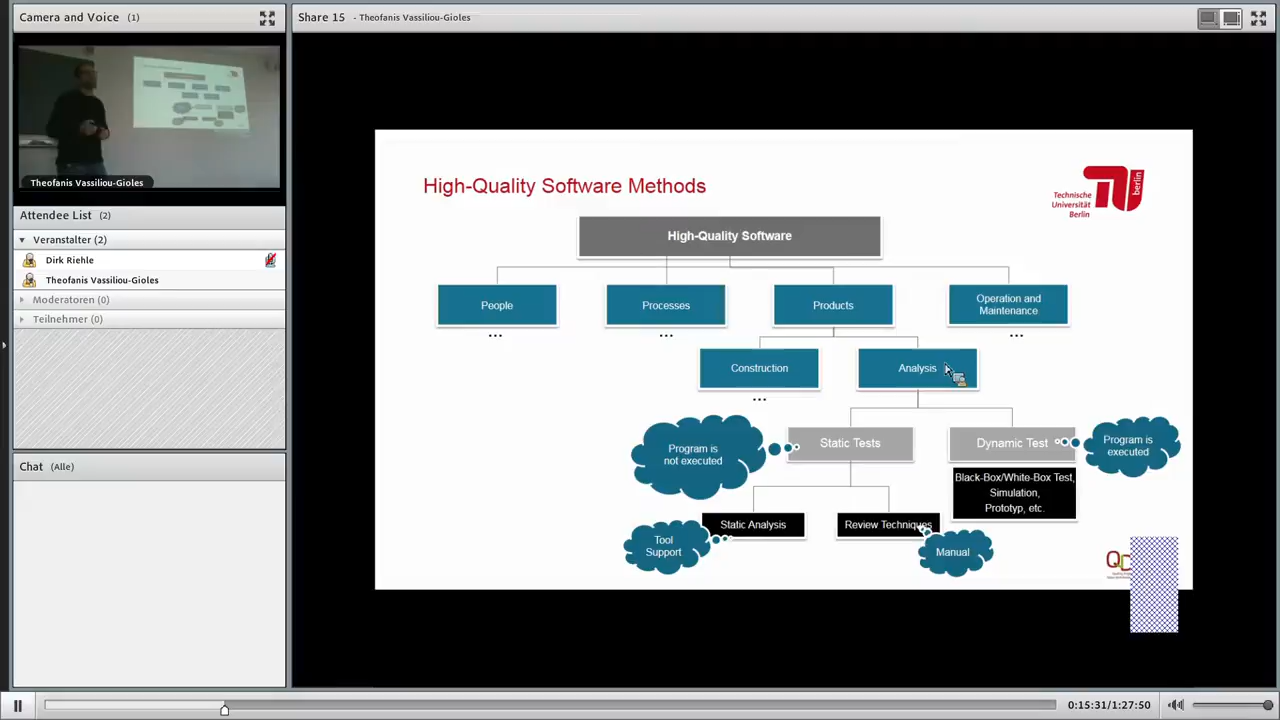 Camera and Voice (1)
Theofanis Vassiliou-Gioles
Attendee List (2)
Veranstalter (2)
Dirk Riehle
Theofanis Vassiliou-Gioles
Moderatoren (0)
Teilnehmer (0)
Chat (Alle)
Share 15 - Theofanis Vassiliou-Gioles
High-Quality Software Methods
Technische
Universität
Berlin
berlin
High-Quality Software
People
Processes
Products
Operation and
Maintenance
...
...
...
Construction
Analysis
...
Program is
not executed
Static Tests
Dynamic Test
Program is
executed
Black-Box/White-Box Test,
Simulation,
Prototyp, etc.
Static Analysis
Review Techniques
Tool
Support
Manual
0:15:31/1:27:50